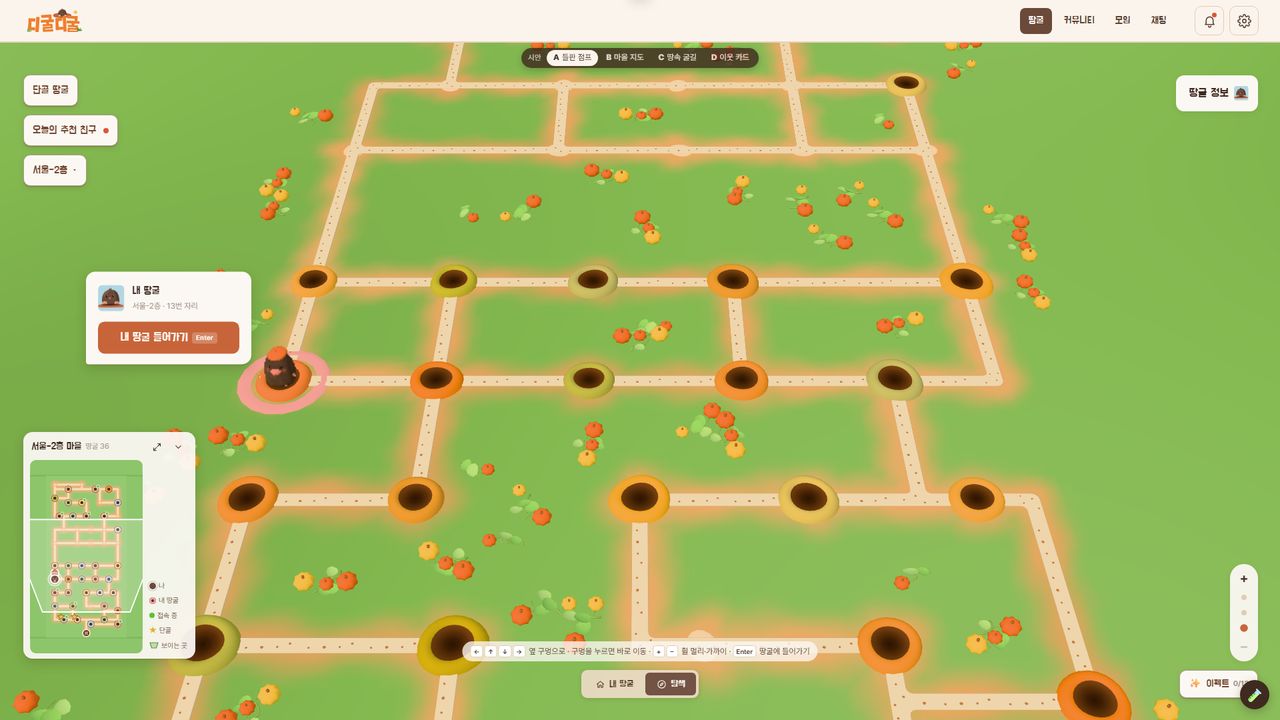 디굴디굴
땅굴
커뮤니티
모임
채팅
시안
A 들판 점프
B 마을 지도
C 땅속 굴길
D 이웃 카드
단골 땅굴
오늘의 추천 친구
서울-2층 ·
땅굴 정보
내 땅굴
서울-2층 · 13번 자리
내 땅굴 들어가기 Enter
서울-2층 마을 땅굴 36
나
내 땅굴
접속 중
단골
보이는 곳
← ↑ ↓ → 옆 구멍으로 · 구멍을 누르면 바로 이동 · + − 휠 멀리·가까이 · Enter 땅굴에 들어가기
내 땅굴
탐색
이펙트